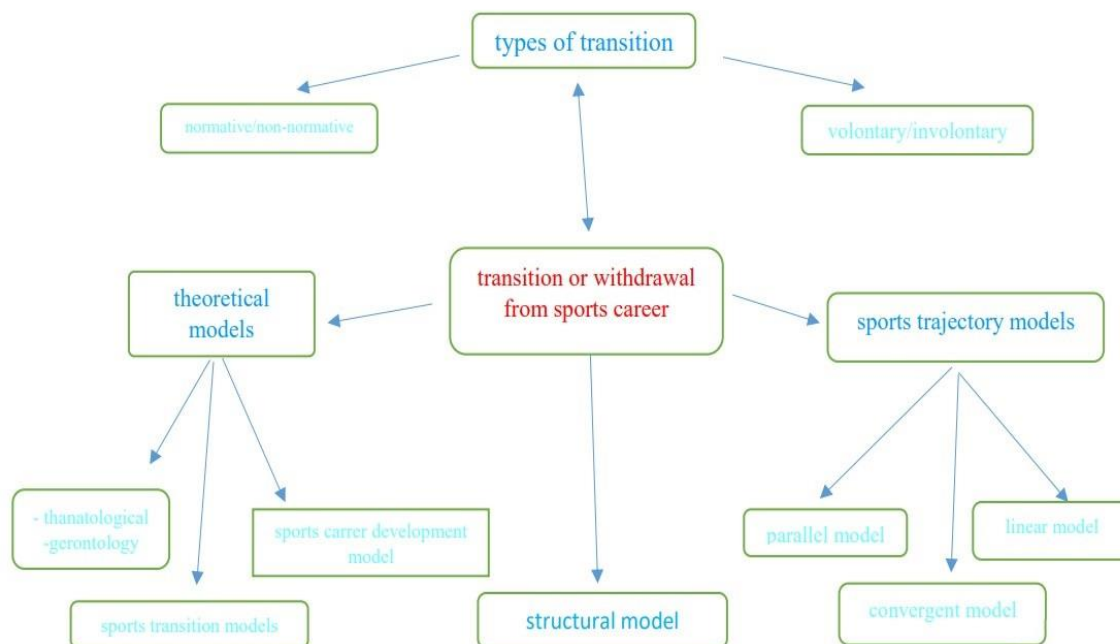 types of transition
normative/non-normative
volontary/involontary
transition or withdrawal
from sports career
theoretical
models
sports trajectory models
- thanatological
-gerontology
sports carrer development
model
parallel model
linear model
sports transition models
structural model
convergent model